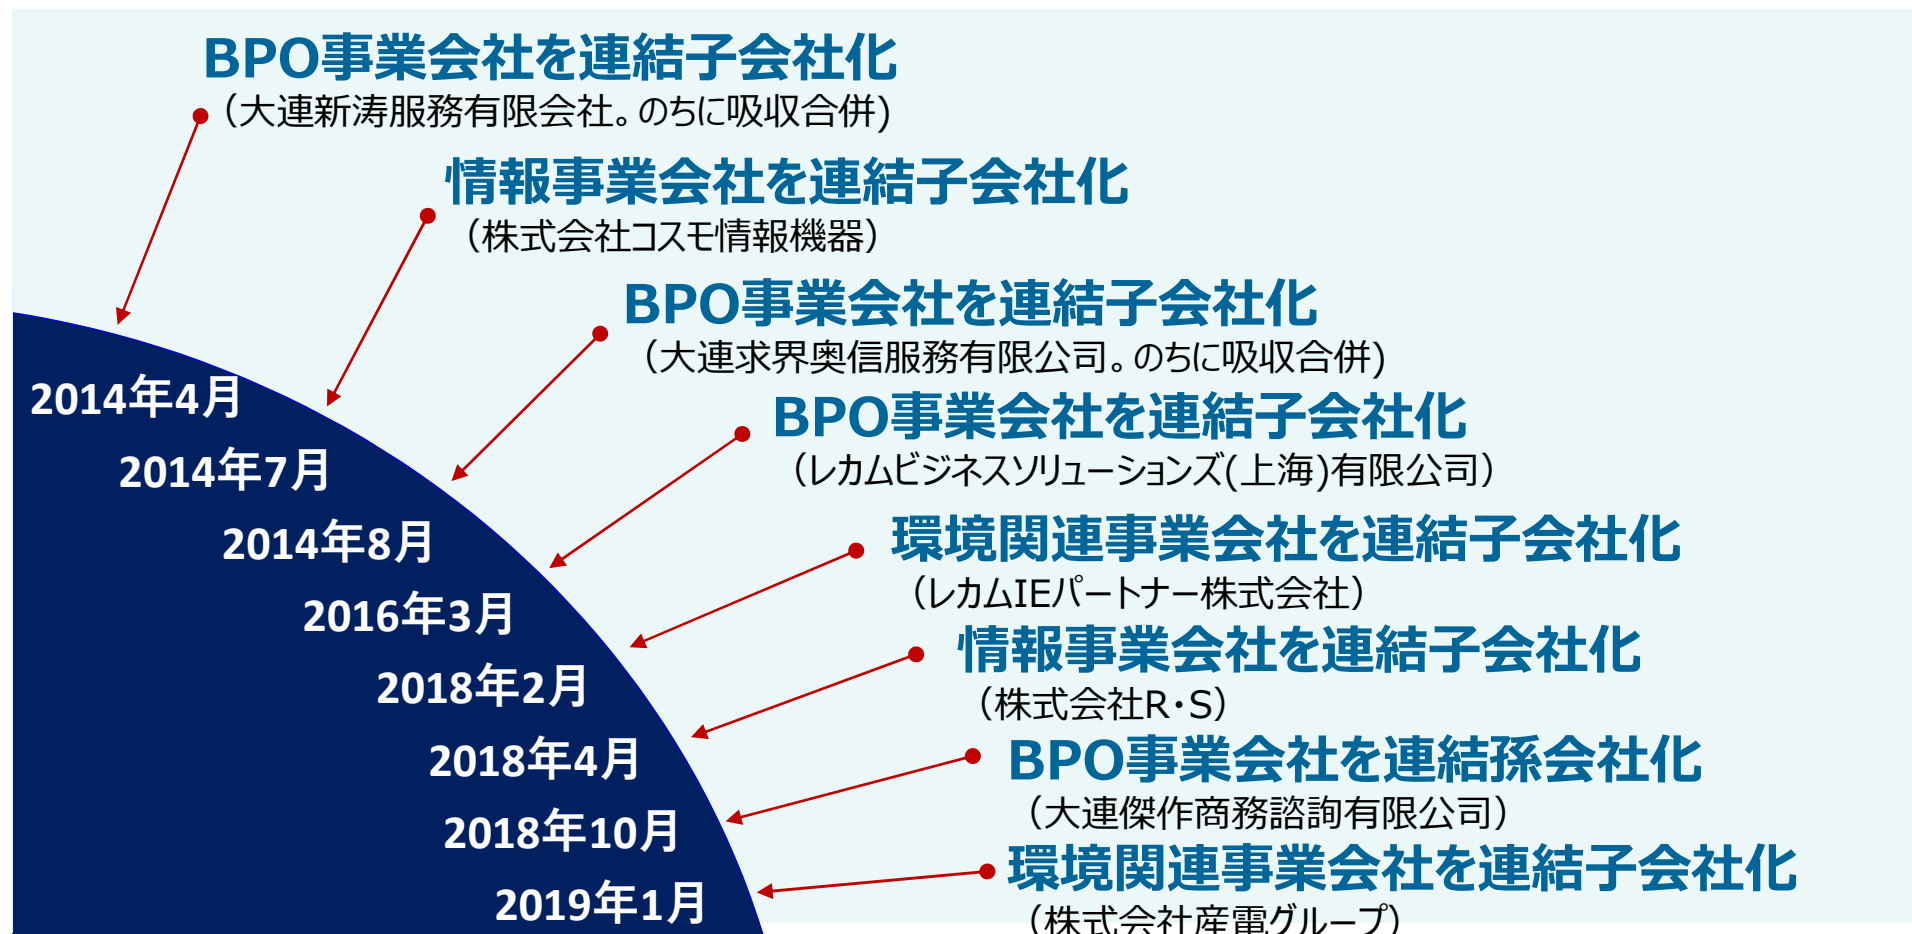 BPO事業会社を連結子会社化
（大連新涛服務有限会社。のちに吸収合併)
情報事業会社を連結子会社化
（株式会社コスモ情報機器）
BPO事業会社を連結子会社化
（大連求界奥信服務有限公司。のちに吸収合併)
2014年4月
BPO事業会社を連結子会社化
（レカムビジネスソリューションズ(上海)有限公司）
2014年7月
2014年8月
環境関連事業会社を連結子会社化
（レカムIEパートナー株式会社）
2016年3月
情報事業会社を連結子会社化
（株式会社R・S）
2018年2月
2018年4月
BPO事業会社を連結孫会社化
（大連傑作商務諮詢有限公司）
2018年10月
環境関連事業会社を連結子会社化
（株式会社産電グループ）
2019年1月